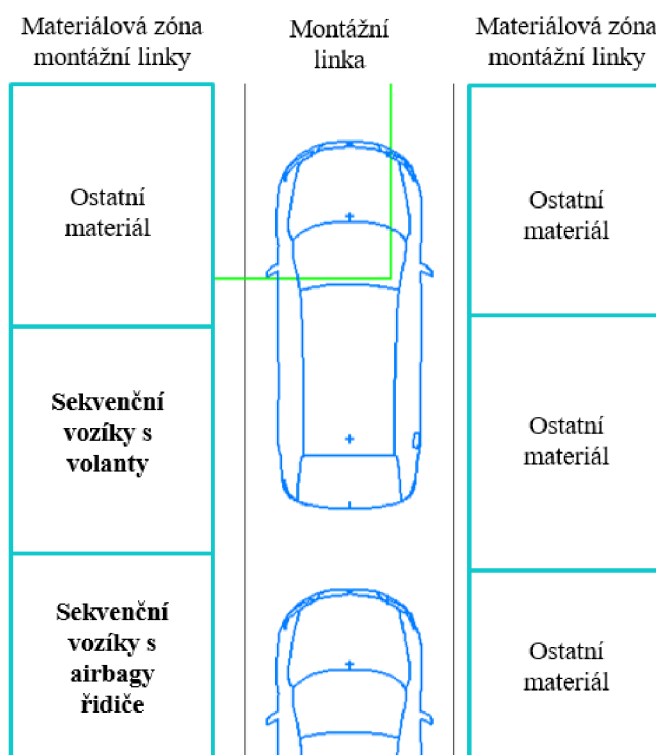 Materiálová zóna
montážní linky
Montážní
linka
Materiálová zóna
montážní linky
Ostatní
materiál
Sekvenční
vozíky s
volanty
Sekvenční
vozíky s
airbagy
řidiče
Ostatní
materiál
Ostatní
materiál
Ostatní
materiál